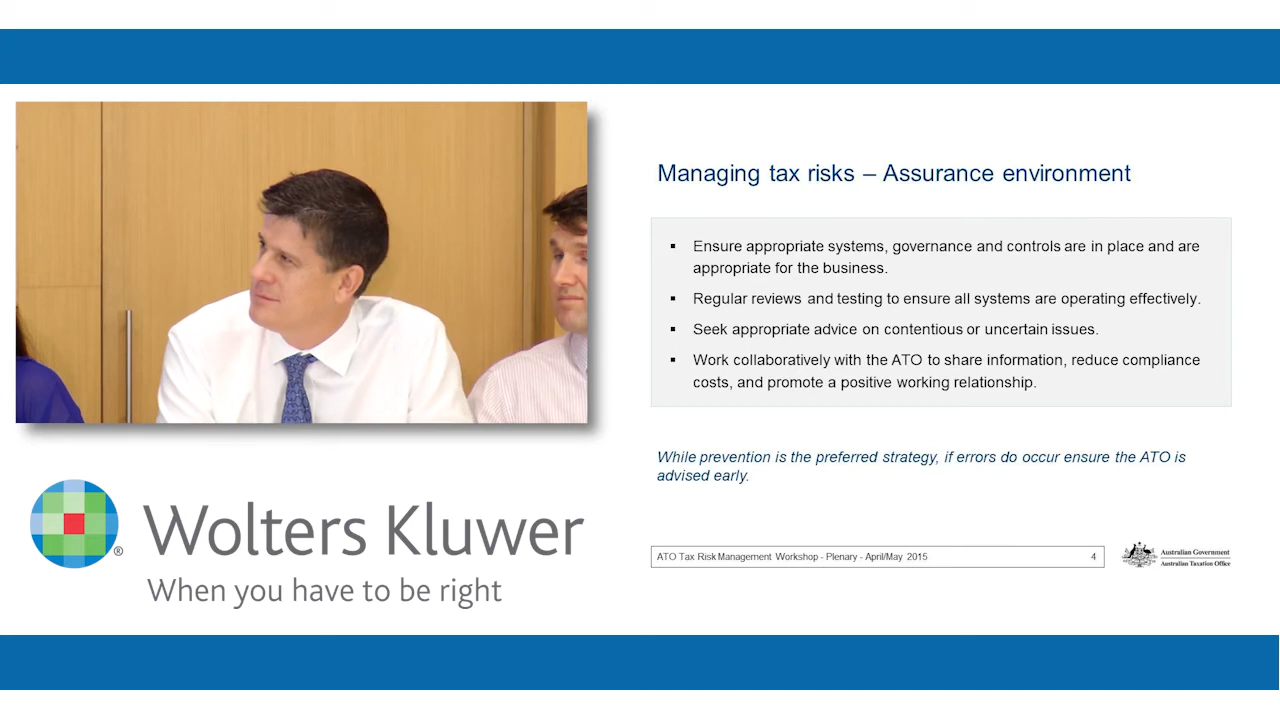 Managing tax risks – Assurance environment
▪ Ensure appropriate systems, governance and controls are in place and are
appropriate for the business.
▪ Regular reviews and testing to ensure all systems are operating effectively.
▪ Seek appropriate advice on contentious or uncertain issues.
▪ Work collaboratively with the ATO to share information, reduce compliance
costs, and promote a positive working relationship.
While prevention is the preferred strategy, if errors do occur ensure the ATO is
advised early.
ATO Tax Risk Management Workshop - Plenary - April/May 2015 4
Australian Government
Australian Taxation Office
® Wolters Kluwer
When you have to be right